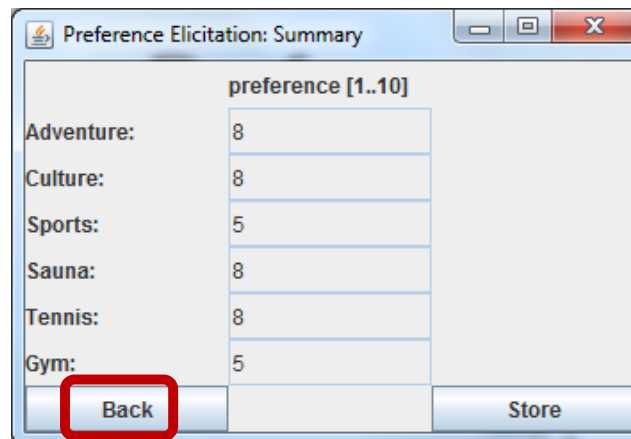 Preference Elicitation: Summary
preference [1..10]
Adventure: 8
Culture: 8
Sports: 5
Sauna: 8
Tennis: 8
Gym: 5
Back Store